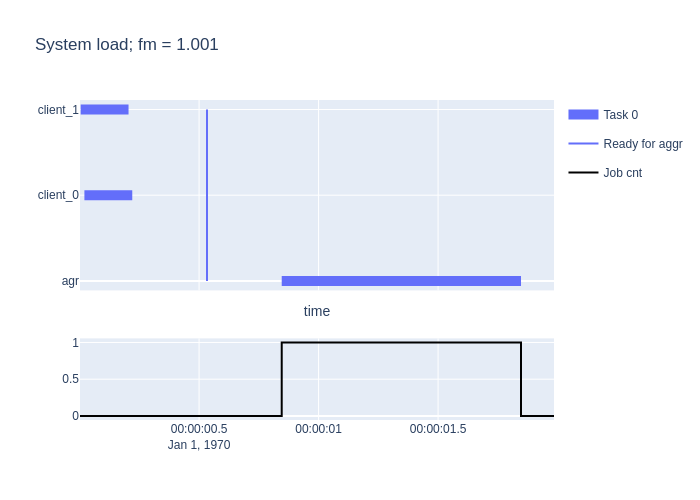 System load; fm = 1.001
client_1
client_0
agr
Task 0
Ready for aggr
Job cnt
time
1
0.5
0
00:00:00.5
00:00:01
00:00:01.5
Jan 1, 1970